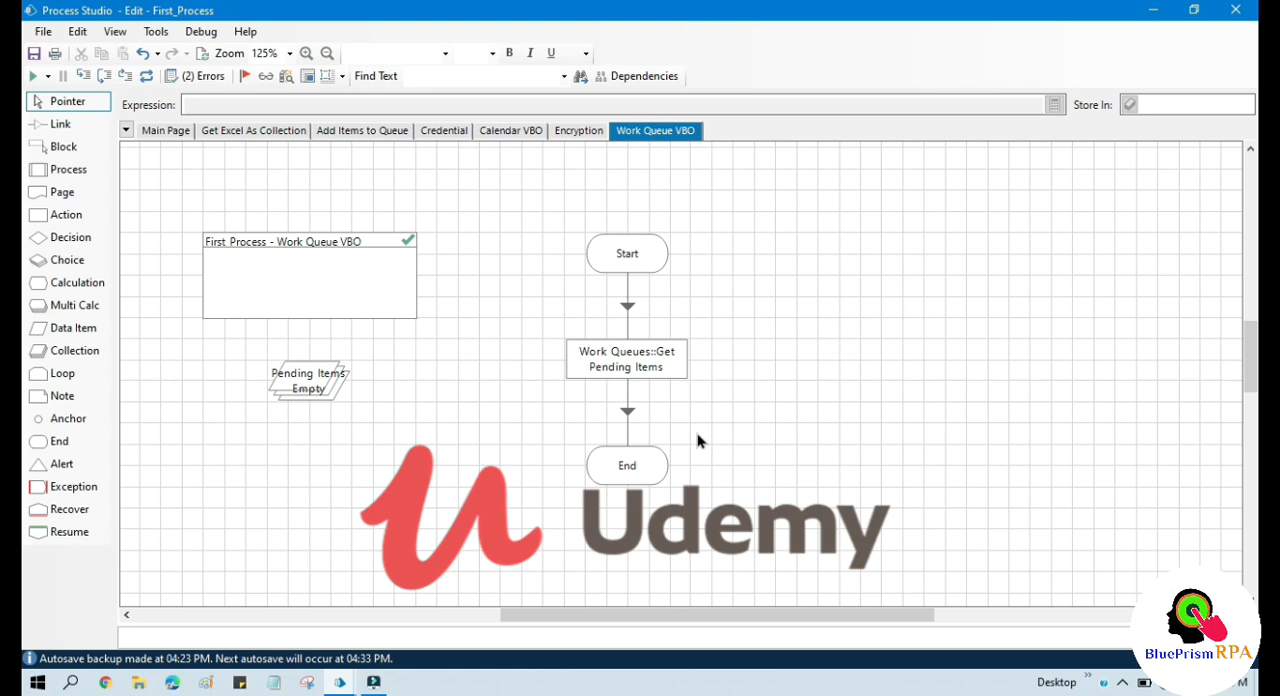 Process Studio - Edit - First_Process
File Edit View Tools Debug Help
Zoom 125% B I U
(2) Errors Find Text Dependencies
Pointer
Expression: Store In:
Link
Main Page Get Excel As Collection Add Items to Queue Credential Calendar VBO Encryption Work Queue VBO
Block
Process
Page
Action
Decision
Choice
Calculation
Multi Calc
Data Item
Collection
Loop
Note
Anchor
End
Alert
Exception
Recover
Resume
First Process - Work Queue VBO
Start
Work Queues::Get
Pending Items
Pending Items
Empty
End
Udemy
BluePrism RPA
Autosave backup made at 04:23 PM. Next autosave will occur at 04:33 PM.
Desktop M